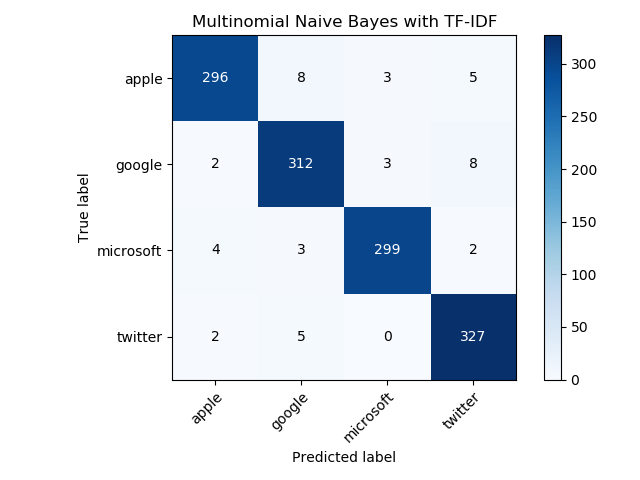 Multinomial Naive Bayes with TF-IDF
True label
apple 296 8 3 5
google 2 312 3 8
microsoft 4 3 299 2
twitter 2 5 0 327
apple google microsoft twitter
Predicted label
300
250
200
150
100
50
0